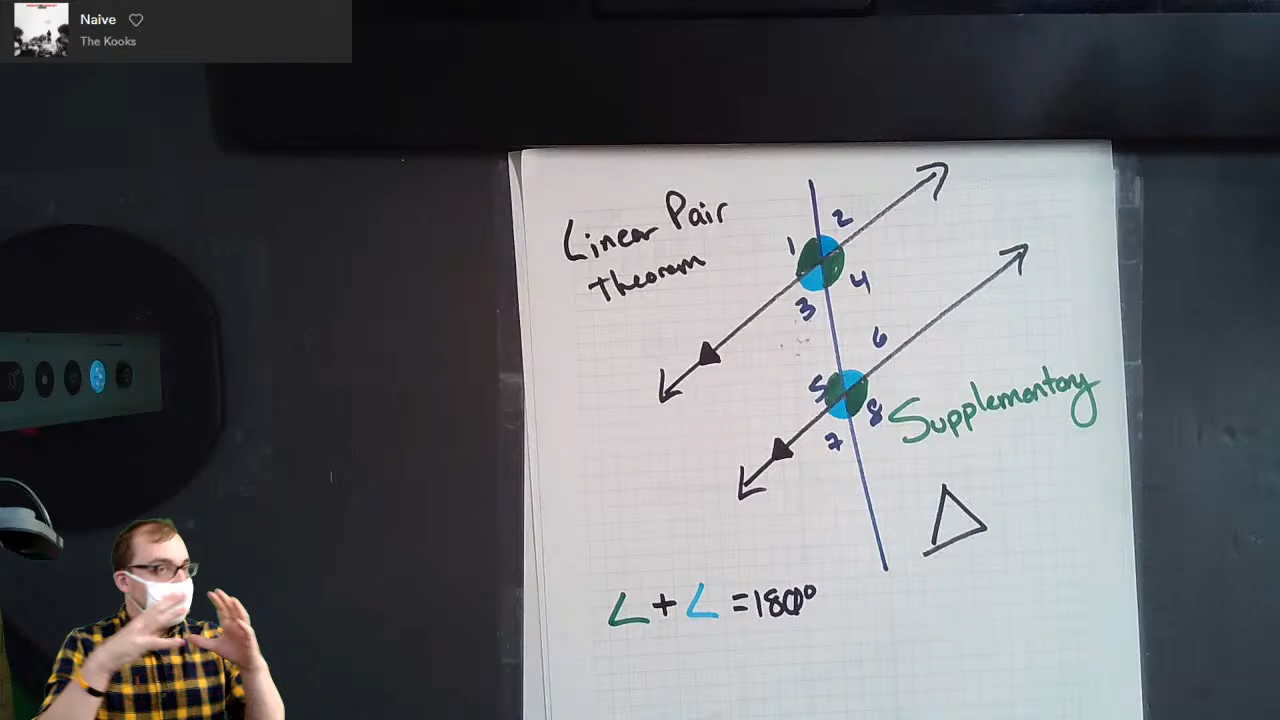 Naive
The Kooks
Linear Pair
theorem
1
2
3
4
5
6
7
8
Supplementary
∠ + ∠ = 180°